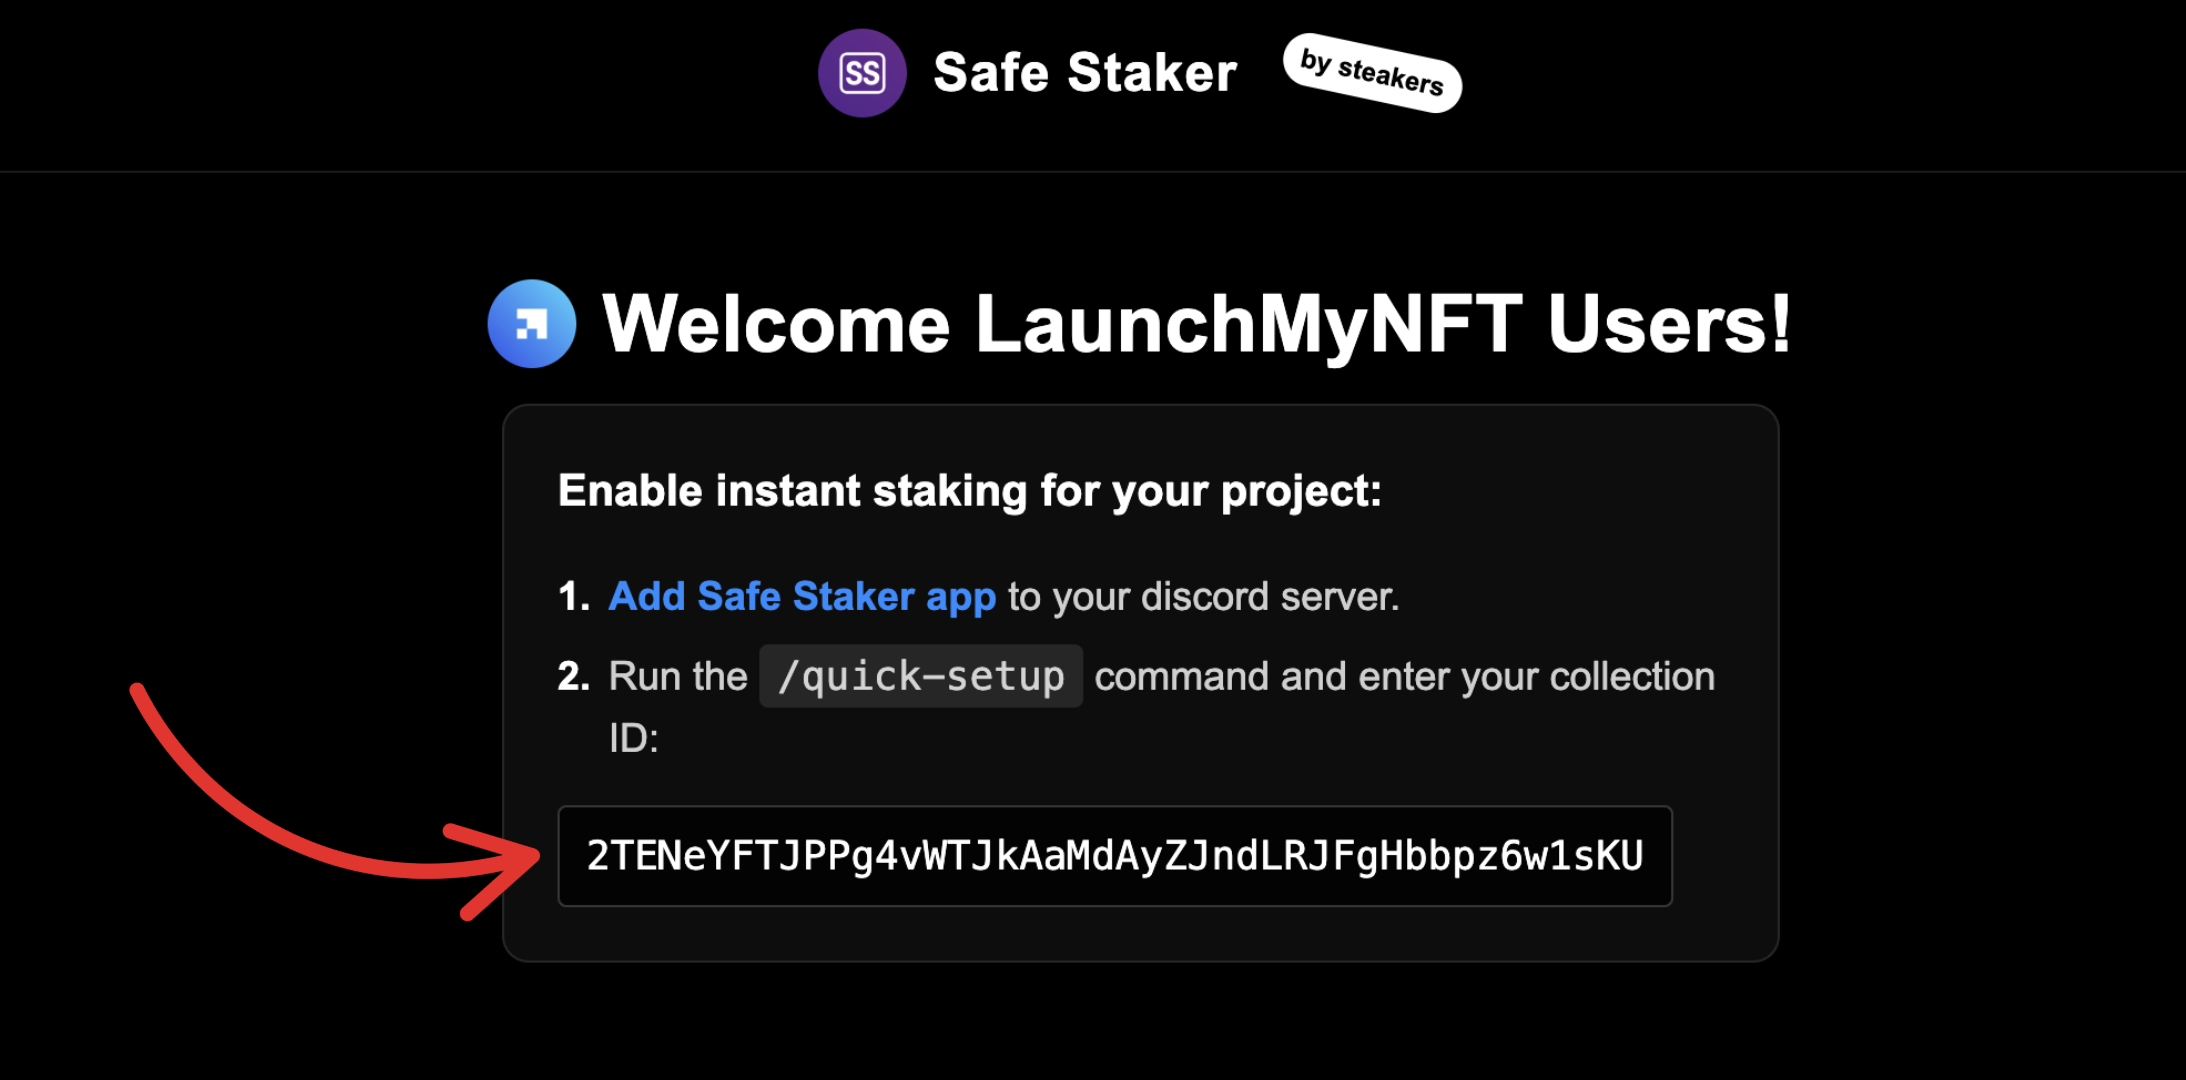 SS Safe Staker by steakers
Welcome LaunchMyNFT Users!
Enable instant staking for your project:
1. Add Safe Staker app to your discord server.
2. Run the /quick-setup command and enter your collection
ID:
2TENeYFTJPPg4vWTJkAaMdAyZJndLRJFgHbbpz6w1sKU